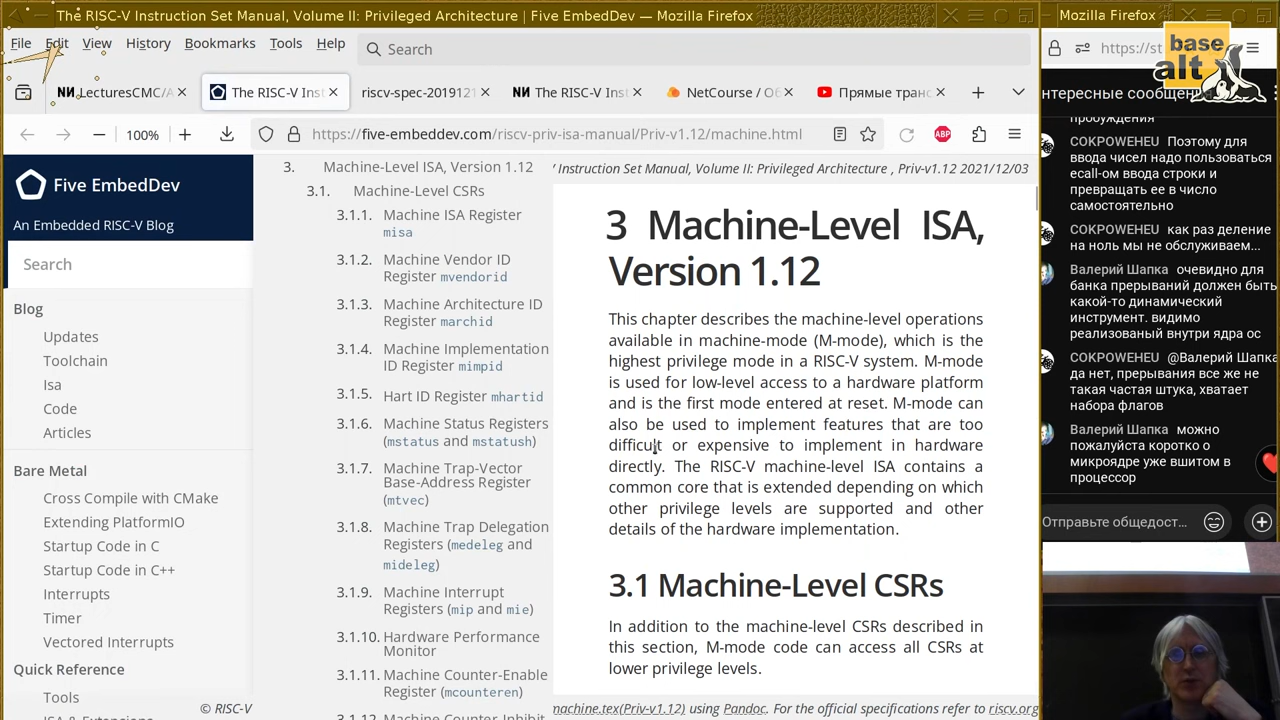 The RISC-V Instruction Set Manual, Volume II: Privileged Architecture | Five EmbedDev — Mozilla Firefox
File Edit View History Bookmarks Tools Help
Search
LecturesCMC/A
The RISC-V Inst
riscv-spec-2019121
The RISC-V Inst
NetCourse / Об
Прямые тран
100%
https://five-embeddev.com/riscv-priv-isa-manual/Priv-v1.12/machine.html
ABP
Five EmbedDev
An Embedded RISC-V Blog
Search
Blog
Updates
Toolchain
Isa
Code
Articles
Bare Metal
Cross Compile with CMake
Extending PlatformIO
Startup Code in C
Startup Code in C++
Interrupts
Timer
Vectored Interrupts
Quick Reference
Tools
ISA & Extensions
3. Machine-Level ISA, Version 1.12
3.1. Machine-Level CSRs
3.1.1. Machine ISA Register
misa
3.1.2. Machine Vendor ID
Register mvendorid
3.1.3. Machine Architecture ID
Register marchid
3.1.4. Machine Implementation
ID Register mimpid
3.1.5. Hart ID Register mhartid
3.1.6. Machine Status Registers
(mstatus and mstatush)
3.1.7. Machine Trap-Vector
Base-Address Register
(mtvec)
3.1.8. Machine Trap Delegation
Registers (medeleg and
mideleg)
3.1.9. Machine Interrupt
Registers (mip and mie)
3.1.10. Hardware Performance
Monitor
3.1.11. Machine Counter-Enable
Register (mcounteren)
3.1.12. Machine Counter-Inhibit
© RISC-V
Instruction Set Manual, Volume II: Privileged Architecture , Priv-v1.12 2021/12/03
3 Machine-Level ISA,
Version 1.12
This chapter describes the machine-level operations
available in machine-mode (M-mode), which is the
highest privilege mode in a RISC-V system. M-mode
is used for low-level access to a hardware platform
and is the first mode entered at reset. M-mode can
also be used to implement features that are too
difficult or expensive to implement in hardware
directly. The RISC-V machine-level ISA contains a
common core that is extended depending on which
other privilege levels are supported and other
details of the hardware implementation.
3.1 Machine-Level CSRs
In addition to the machine-level CSRs described in
this section, M-mode code can access all CSRs at
lower privilege levels.
machine.tex(Priv-v1.12) using Pandoc. For the official specifications refer to riscv.org
Mozilla Firefox
https://st
base
alt
нтересные сообщени
пробуждения
COKPOWEHEU Поэтому для
ввода чисел надо пользоваться
ecall-ом ввода строки и
превращать ее в число
самостоятельно
COKPOWEHEU как раз деление
на ноль мы не обслуживаем...
Валерий Шапка очевидно для
банка прерываний должен быть
какой-то динамический
инструмент. видимо
реализованый внутри ядра ос
COKPOWEHEU @Валерий Шапка
да нет, прерывания все же не
такая частая штука, хватает
набора флагов
Валерий Шапка можно
пожалуйста коротко о
микроядре уже вшитом в
процессор
Отправьте общедост...